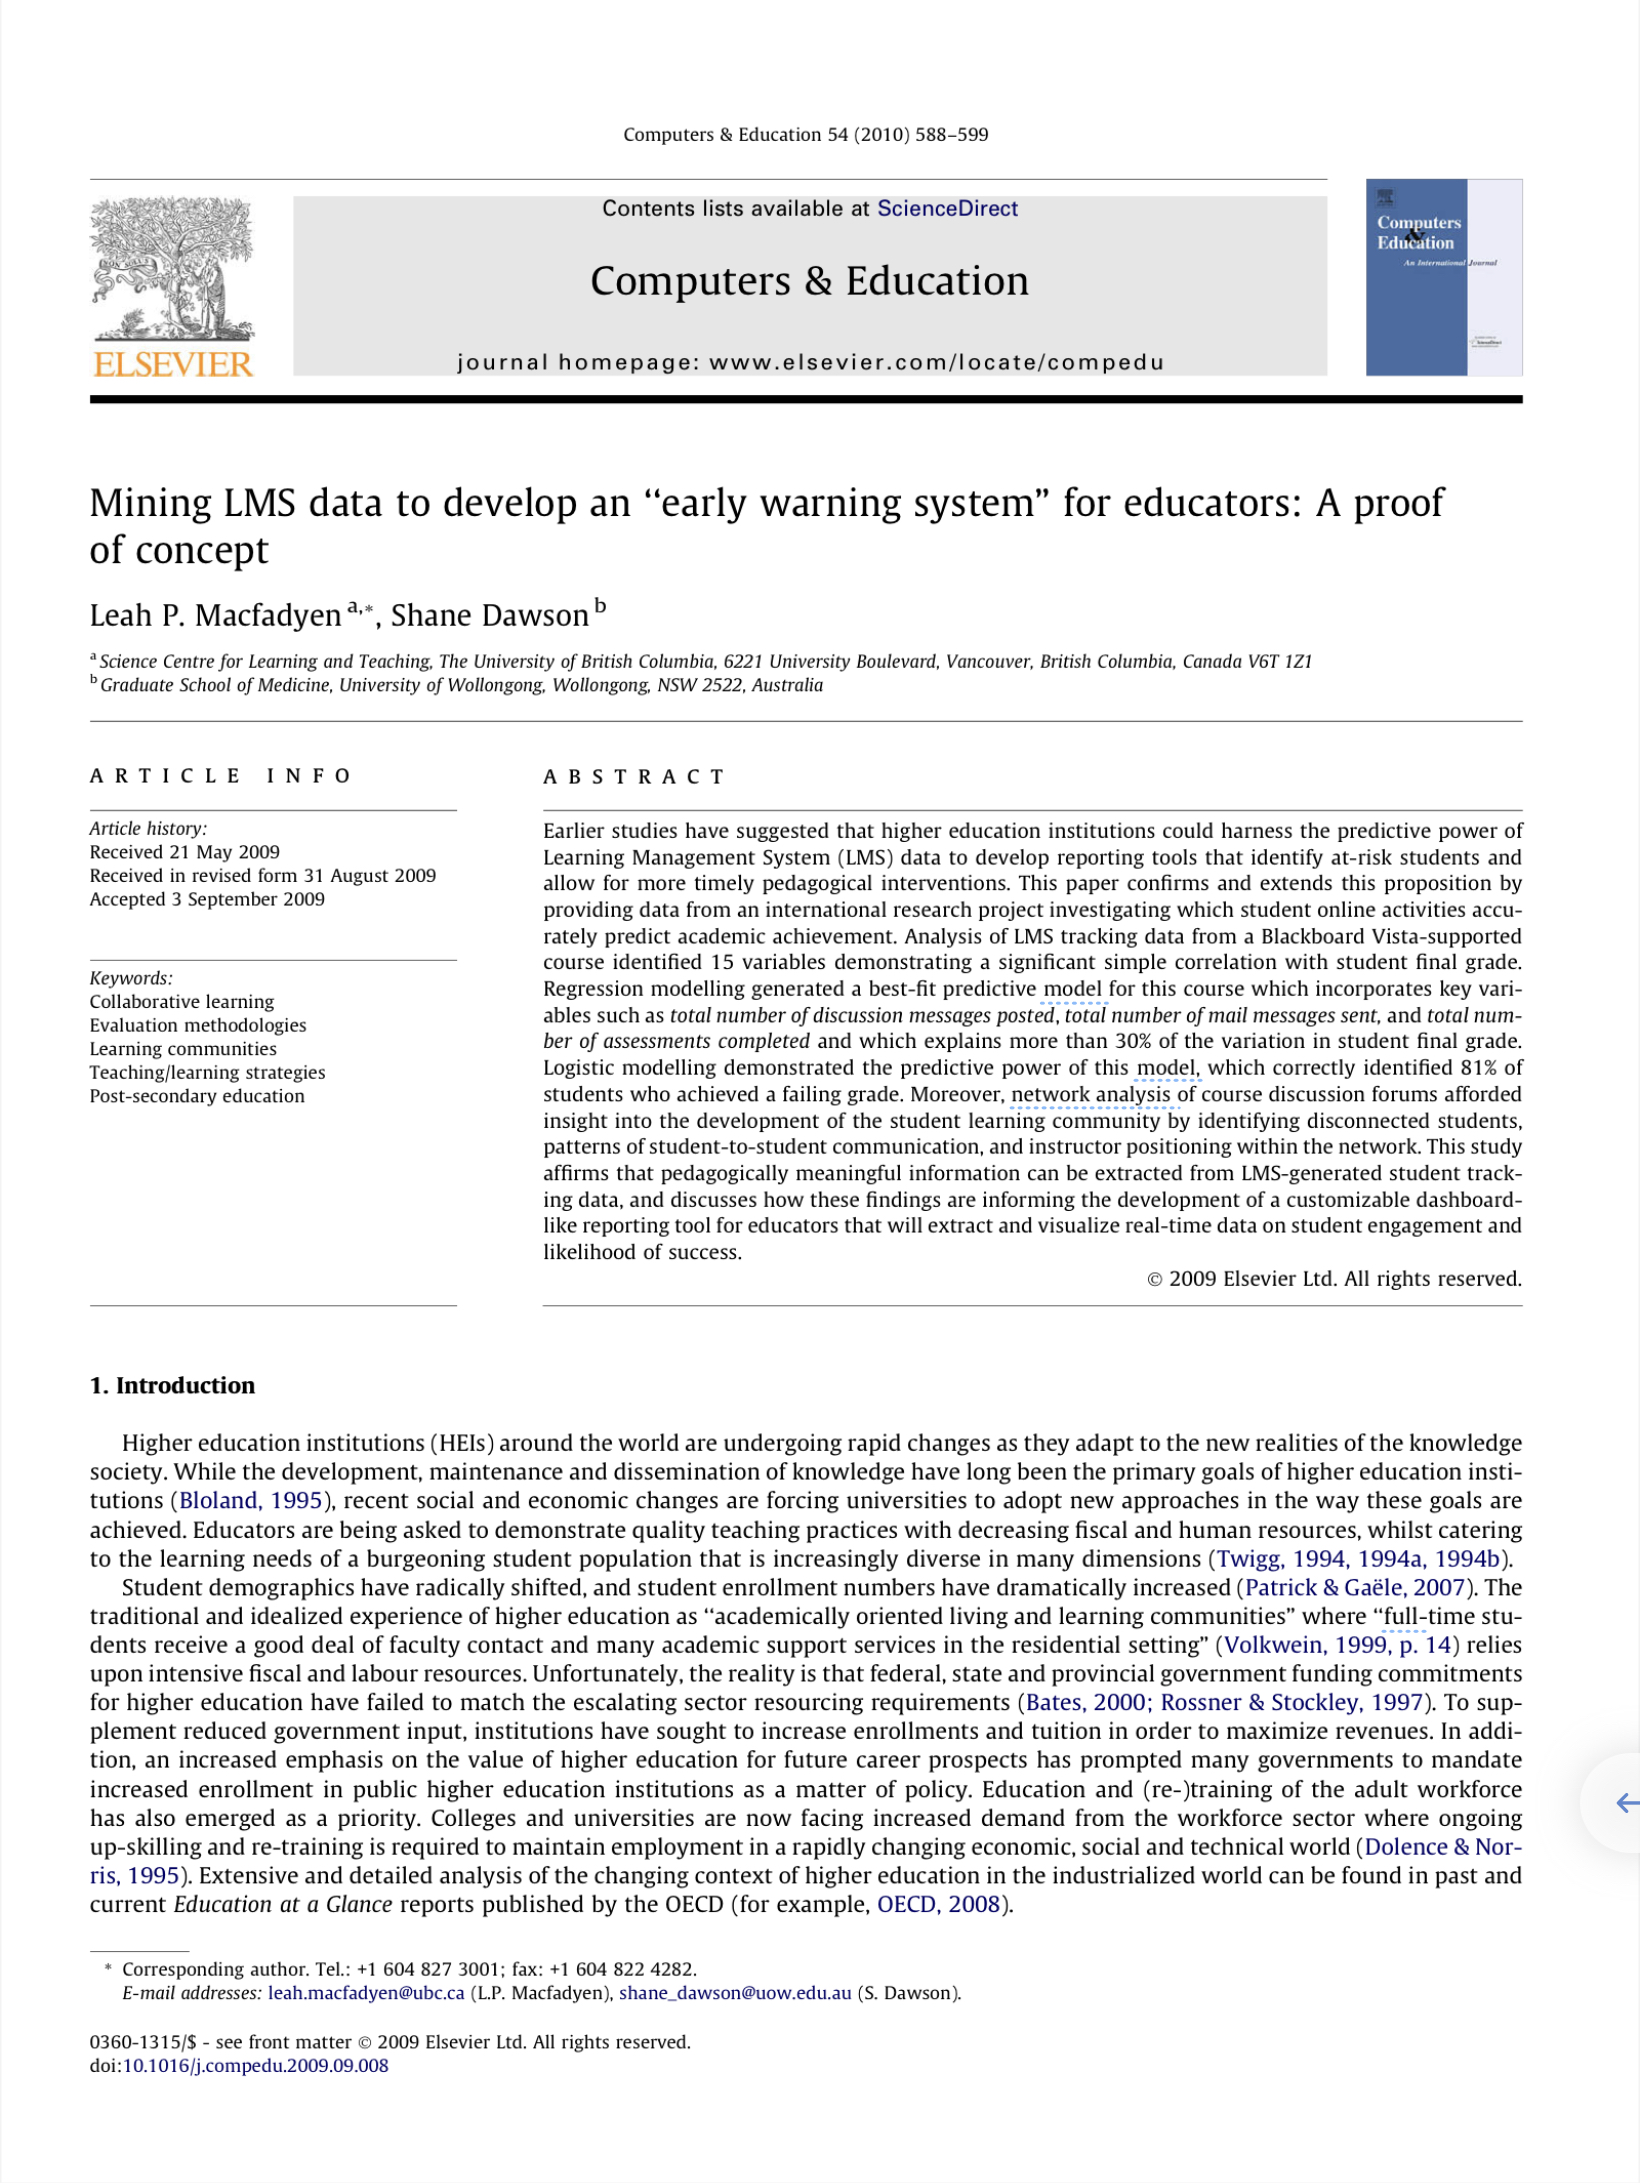 Computers & Education 54 (2010) 588–599
Contents lists available at ScienceDirect
Computers & Education
journal homepage: www.elsevier.com/locate/compedu
ELSEVIER
Computers
&
Education
An International Journal
Mining LMS data to develop an “early warning system” for educators: A proof
of concept
Leah P. Macfadyen a,*, Shane Dawson b
a Science Centre for Learning and Teaching, The University of British Columbia, 6221 University Boulevard, Vancouver, British Columbia, Canada V6T 1Z1
b Graduate School of Medicine, University of Wollongong, Wollongong, NSW 2522, Australia
ARTICLE INFO
Article history:
Received 21 May 2009
Received in revised form 31 August 2009
Accepted 3 September 2009
Keywords:
Collaborative learning
Evaluation methodologies
Learning communities
Teaching/learning strategies
Post-secondary education
ABSTRACT
Earlier studies have suggested that higher education institutions could harness the predictive power of
Learning Management System (LMS) data to develop reporting tools that identify at-risk students and
allow for more timely pedagogical interventions. This paper confirms and extends this proposition by
providing data from an international research project investigating which student online activities accu-
rately predict academic achievement. Analysis of LMS tracking data from a Blackboard Vista-supported
course identified 15 variables demonstrating a significant simple correlation with student final grade.
Regression modelling generated a best-fit predictive model for this course which incorporates key vari-
ables such as total number of discussion messages posted, total number of mail messages sent, and total num-
ber of assessments completed and which explains more than 30% of the variation in student final grade.
Logistic modelling demonstrated the predictive power of this model, which correctly identified 81% of
students who achieved a failing grade. Moreover, network analysis of course discussion forums afforded
insight into the development of the student learning community by identifying disconnected students,
patterns of student-to-student communication, and instructor positioning within the network. This study
affirms that pedagogically meaningful information can be extracted from LMS-generated student track-
ing data, and discusses how these findings are informing the development of a customizable dashboard-
like reporting tool for educators that will extract and visualize real-time data on student engagement and
likelihood of success.
© 2009 Elsevier Ltd. All rights reserved.
1. Introduction
Higher education institutions (HEIs) around the world are undergoing rapid changes as they adapt to the new realities of the knowledge
society. While the development, maintenance and dissemination of knowledge have long been the primary goals of higher education insti-
tutions (Bloland, 1995), recent social and economic changes are forcing universities to adopt new approaches in the way these goals are
achieved. Educators are being asked to demonstrate quality teaching practices with decreasing fiscal and human resources, whilst catering
to the learning needs of a burgeoning student population that is increasingly diverse in many dimensions (Twigg, 1994, 1994a, 1994b).
Student demographics have radically shifted, and student enrollment numbers have dramatically increased (Patrick & Gaële, 2007). The
traditional and idealized experience of higher education as “academically oriented living and learning communities” where “full-time stu-
dents receive a good deal of faculty contact and many academic support services in the residential setting” (Volkwein, 1999, p. 14) relies
upon intensive fiscal and labour resources. Unfortunately, the reality is that federal, state and provincial government funding commitments
for higher education have failed to match the escalating sector resourcing requirements (Bates, 2000; Rossner & Stockley, 1997). To sup-
plement reduced government input, institutions have sought to increase enrollments and tuition in order to maximize revenues. In addi-
tion, an increased emphasis on the value of higher education for future career prospects has prompted many governments to mandate
increased enrollment in public higher education institutions as a matter of policy. Education and (re-)training of the adult workforce
has also emerged as a priority. Colleges and universities are now facing increased demand from the workforce sector where ongoing
up-skilling and re-training is required to maintain employment in a rapidly changing economic, social and technical world (Dolence & Nor-
ris, 1995). Extensive and detailed analysis of the changing context of higher education in the industrialized world can be found in past and
current Education at a Glance reports published by the OECD (for example, OECD, 2008).
* Corresponding author. Tel.: +1 604 827 3001; fax: +1 604 822 4282.
E-mail addresses: leah.macfadyen@ubc.ca (L.P. Macfadyen), shane_dawson@uow.edu.au (S. Dawson).
0360-1315/$ - see front matter © 2009 Elsevier Ltd. All rights reserved.
doi:10.1016/j.compedu.2009.09.008